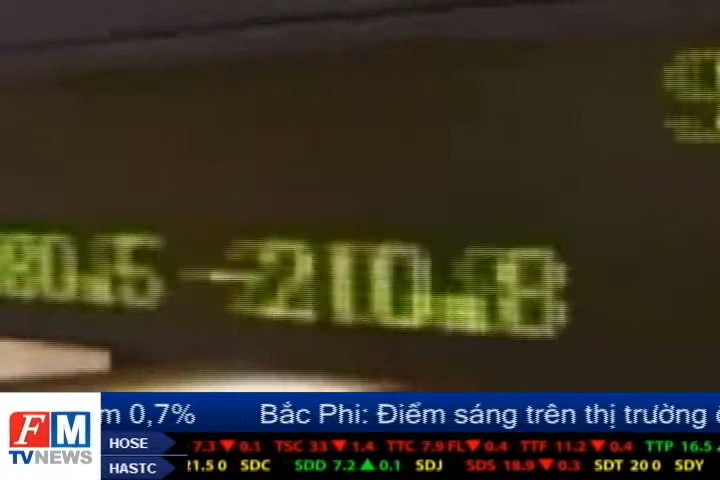 80.5 -210.8
FM
TVNEWS
m 0,7% Bắc Phi: Điểm sáng trên thị trường
HOSE 7.3▼0.1 TSC 33▼1.4 TTC 7.9 FL▼0.4 TTF 11.2▼0.4 TTP 16.5
HASTC 21.5 0 SDC SDD 7.2▲0.1 SDJ SDS 18.9▼0.3 SDT 20 0 SDY